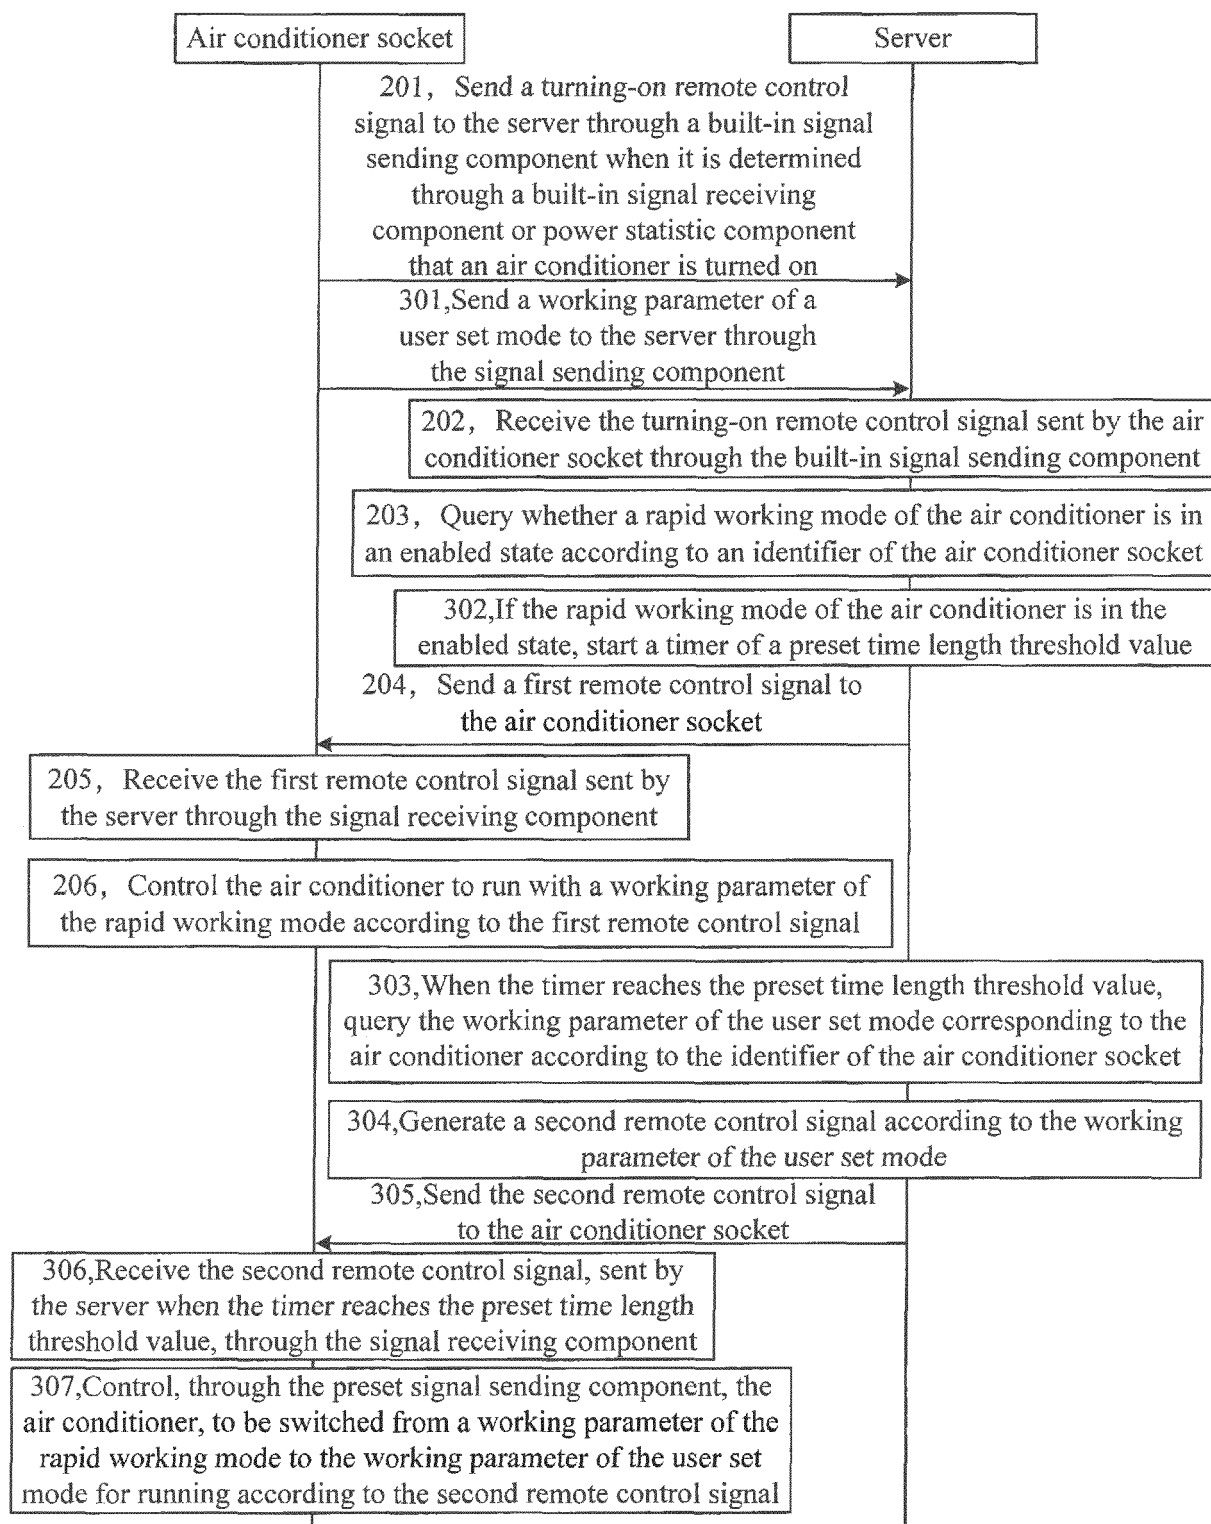 Air conditioner socket
Server
201, Send a turning-on remote control
signal to the server through a built-in signal
sending component when it is determined
through a built-in signal receiving
component or power statistic component
that an air conditioner is turned on
301,Send a working parameter of a
user set mode to the server through
the signal sending component
202, Receive the turning-on remote control signal sent by the air
conditioner socket through the built-in signal sending component
203, Query whether a rapid working mode of the air conditioner is in
an enabled state according to an identifier of the air conditioner socket
302,If the rapid working mode of the air conditioner is in the
enabled state, start a timer of a preset time length threshold value
204, Send a first remote control signal to
the air conditioner socket
205, Receive the first remote control signal sent by
the server through the signal receiving component
206, Control the air conditioner to run with a working parameter of
the rapid working mode according to the first remote control signal
303,When the timer reaches the preset time length threshold value,
query the working parameter of the user set mode corresponding to the
air conditioner according to the identifier of the air conditioner socket
304,Generate a second remote control signal according to the working
parameter of the user set mode
305,Send the second remote control signal
to the air conditioner socket
306,Receive the second remote control signal, sent by
the server when the timer reaches the preset time length
threshold value, through the signal receiving component
307,Control, through the preset signal sending component, the
air conditioner, to be switched from a working parameter of the
rapid working mode to the working parameter of the user set
mode for running according to the second remote control signal